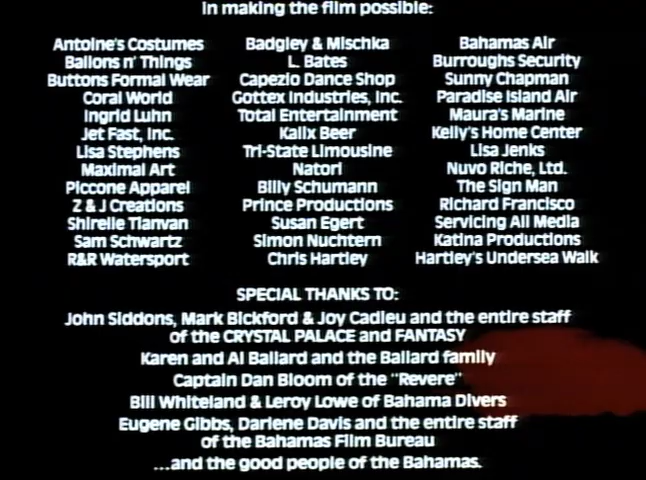 in making the film possible:
Antoine's Costumes
Ballons n' Things
Buttons Formal Wear
Coral World
Ingrid Luhn
Jet Fast, Inc.
Lisa Stephens
Maximal Art
Piccone Apparel
Z & J Creations
Shirelle Tianvan
Sam Schwartz
R&R Watersport
Badgley & Mischka
L. Bates
Capezio Dance Shop
Gottex Industries, Inc.
Total Entertainment
Kalix Beer
Tri-State Limousine
Natori
Billy Schumann
Prince Productions
Susan Egert
Simon Nuchtern
Chris Hartley
Bahamas Air
Burroughs Security
Sunny Chapman
Paradise Island Air
Maura's Marine
Kelly's Home Center
Lisa Jenks
Nuvo Riche, Ltd.
The Sign Man
Richard Francisco
Servicing All Media
Katina Productions
Hartley's Undersea Walk
SPECIAL THANKS TO:
John Siddons, Mark Bickford & Joy Cadieu and the entire staff
of the CRYSTAL PALACE and FANTASY
Karen and Al Ballard and the Ballard family
Captain Dan Bloom of the "Revere"
Bill Whiteland & Leroy Lowe of Bahama Divers
Eugene Gibbs, Darlene Davis and the entire staff
of the Bahamas Film Bureau
...and the good people of the Bahamas.